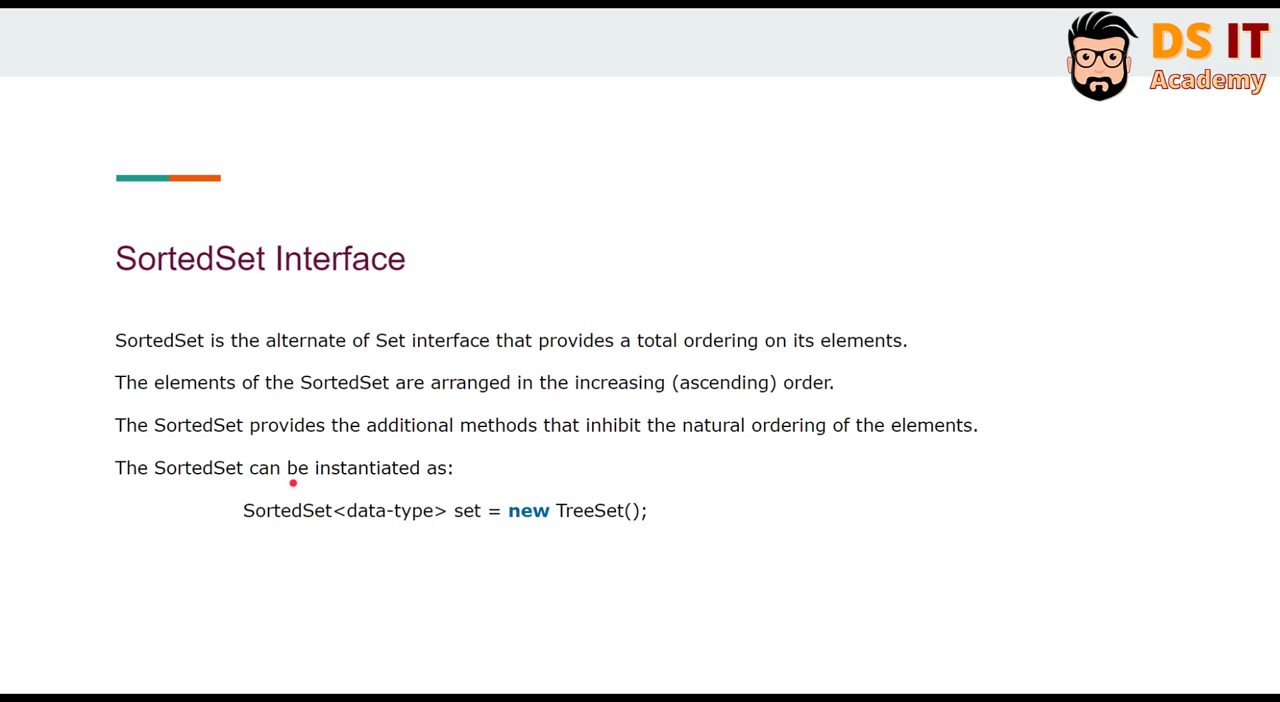 DS IT
Academy
SortedSet Interface
SortedSet is the alternate of Set interface that provides a total ordering on its elements.
The elements of the SortedSet are arranged in the increasing (ascending) order.
The SortedSet provides the additional methods that inhibit the natural ordering of the elements.
The SortedSet can be instantiated as:
SortedSet<data-type> set = new TreeSet();